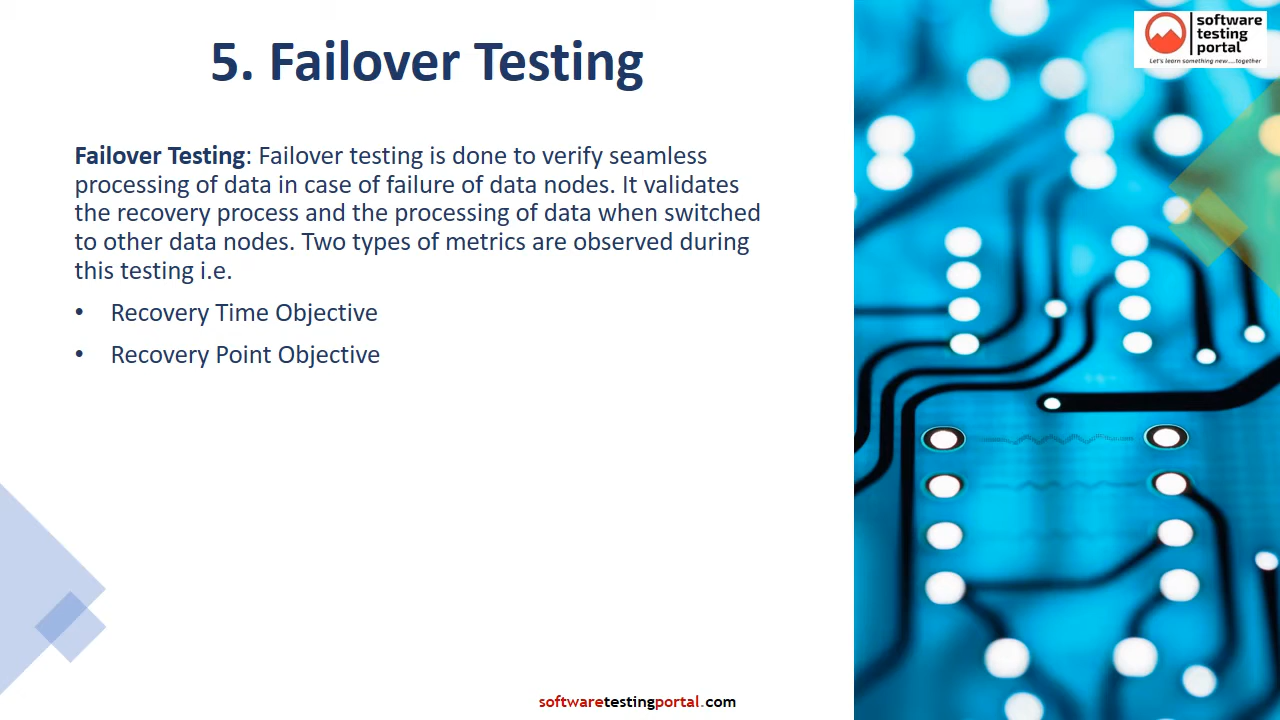 software
testing
portal
Let's learn something new....together
5. Failover Testing
Failover Testing: Failover testing is done to verify seamless
processing of data in case of failure of data nodes. It validates
the recovery process and the processing of data when switched
to other data nodes. Two types of metrics are observed during
this testing i.e.
• Recovery Time Objective
• Recovery Point Objective
softwaretestingportal.com